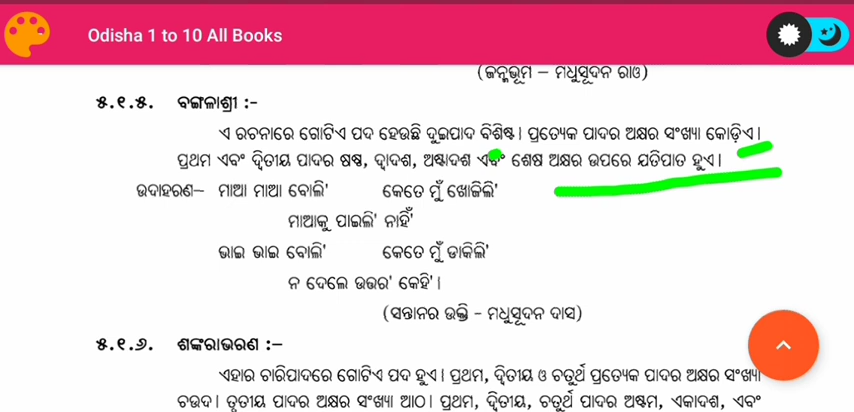 Odisha 1 to 10 All Books
(ଜନ୍ମଭୂମି – ମଧୁସୂଦନ ରାଓ)
୫.୧.୫. ବଙ୍ଗଳାଶ୍ରୀ :-
ଏ ରଚନାରେ ଗୋଟିଏ ପଦ ହେଉଛି ଦୁଇପାଦ ବିଶିଷ୍ଟ। ପ୍ରତ୍ୟେକ ପାଦର ଅକ୍ଷର ସଂଖ୍ୟା କୋଡ଼ିଏ।
ପ୍ରଥମ ଏବଂ ଦ୍ୱିତୀୟ ପାଦର ଷଷ୍ଠ, ଦ୍ୱାଦଶ, ଅଷ୍ଟାଦଶ ଏବଂ ଶେଷ ଅକ୍ଷର ଉପରେ ଯତିପାତ ହୁଏ।
ଉଦାହରଣ– ମାଆ ମାଆ ବୋଲି' କେତେ ମୁଁ ଖୋଜିଲି'
ମାଆକୁ ପାଇଲି' ନାହିଁ'
ଭାଇ ଭାଇ ବୋଲି' କେତେ ମୁଁ ଡାକିଲି'
ନ ଦେଲେ ଉତ୍ତର' କେହି'।
(ସନ୍ତାନର ଉକ୍ତି - ମଧୁସୂଦନ ଦାସ)
୫.୧.୬. ଶଙ୍କରାଭରଣ :–
ଏହାର ଚାରିପାଦରେ ଗୋଟିଏ ପଦ ହୁଏ। ପ୍ରଥମ, ଦ୍ୱିତୀୟ ଓ ଚତୁର୍ଥ ପ୍ରତ୍ୟେକ ପାଦର ଅକ୍ଷର ସଂଖ୍ୟା
ଚଉଦ। ତୃତୀୟ ପାଦର ଅକ୍ଷର ସଂଖ୍ୟା ଆଠ। ପ୍ରଥମ, ଦ୍ୱିତୀୟ, ଚତୁର୍ଥ ପାଦର ଅଷ୍ଟମ, ଏକାଦଶ, ଏବଂ